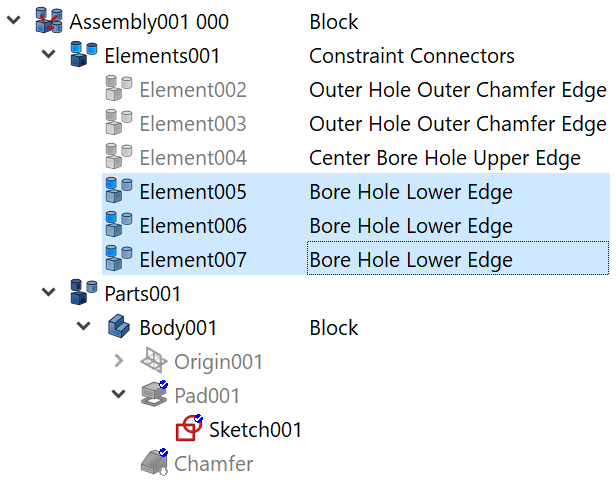 Assembly001 000 Block
Elements001 Constraint Connectors
Element002 Outer Hole Outer Chamfer Edge
Element003 Outer Hole Outer Chamfer Edge
Element004 Center Bore Hole Upper Edge
Element005 Bore Hole Lower Edge
Element006 Bore Hole Lower Edge
Element007 Bore Hole Lower Edge
Parts001
Body001 Block
Origin001
Pad001
Sketch001
Chamfer